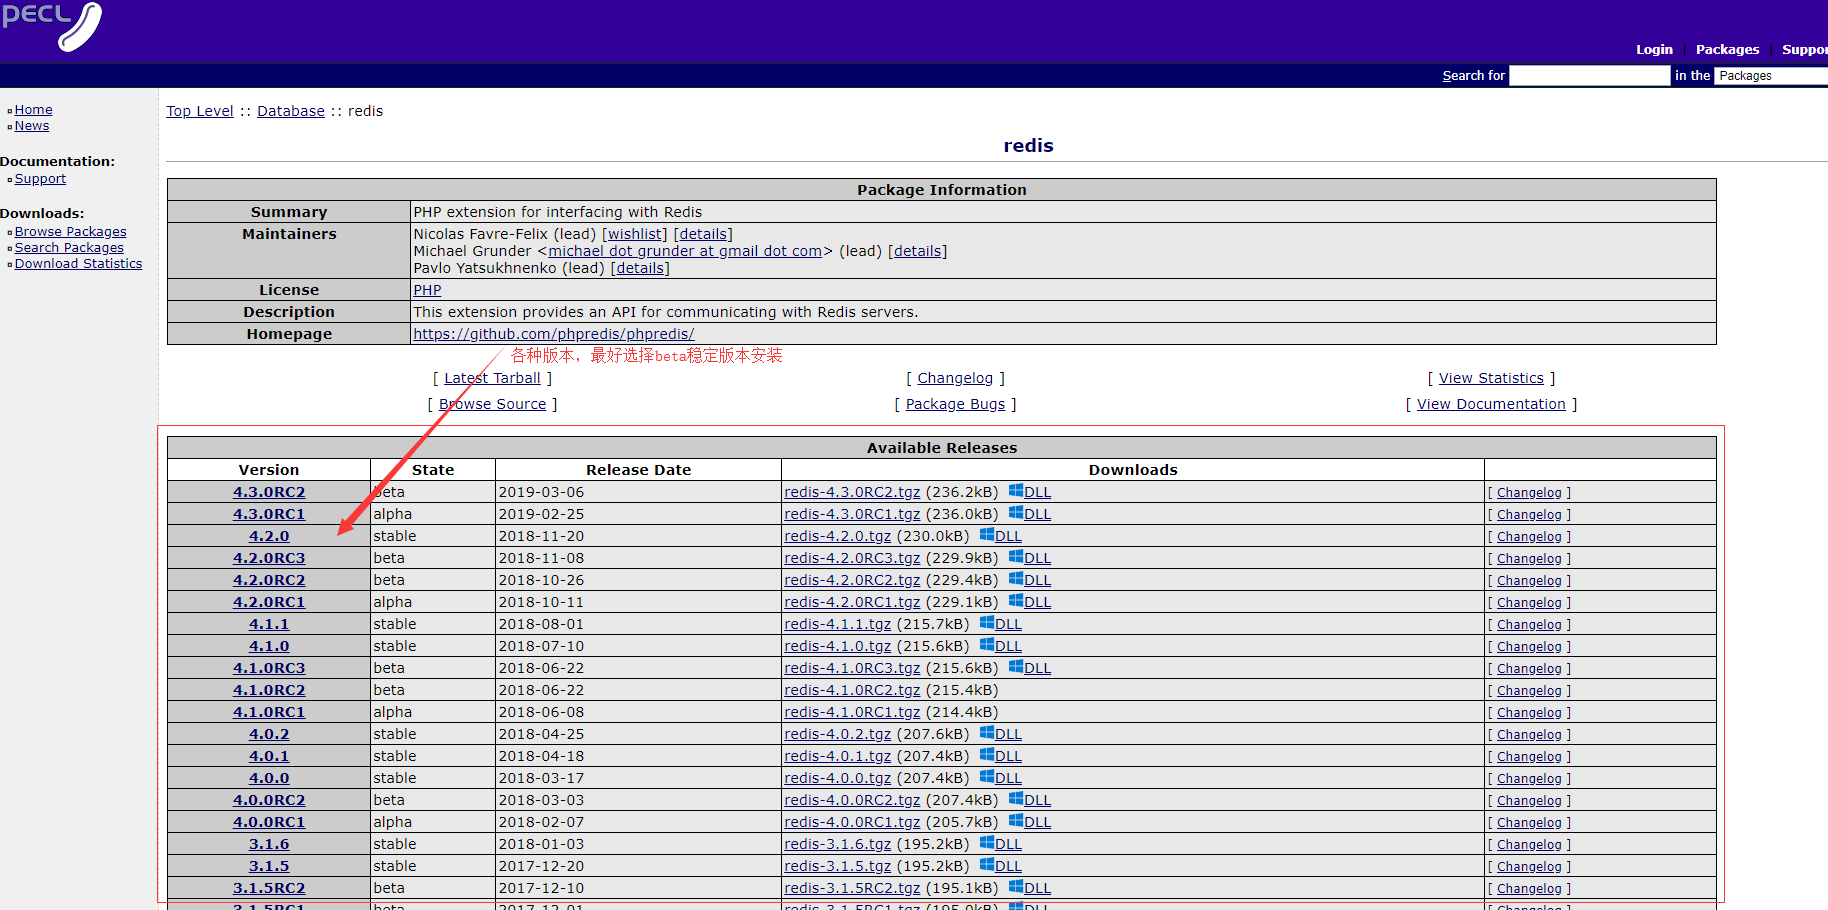 PECL
Login | Packages | Suppor
Search for in the Packages
Home
News
Documentation:
Support
Downloads:
Browse Packages
Search Packages
Download Statistics
Top Level :: Database :: redis
redis
Package Information
Summary PHP extension for interfacing with Redis
Maintainers Nicolas Favre-Felix (lead) [wishlist] [details]
Michael Grunder <michael dot grunder at gmail dot com> (lead) [details]
Pavlo Yatsukhnenko (lead) [details]
License PHP
Description This extension provides an API for communicating with Redis servers.
Homepage https://github.com/phpredis/phpredis/
各种版本，最好选择beta稳定版本安装
[ Latest Tarball ] [ Changelog ] [ View Statistics ]
[ Browse Source ] [ Package Bugs ] [ View Documentation ]
Available Releases
Version State Release Date Downloads
4.3.0RC2 beta 2019-03-06 redis-4.3.0RC2.tgz (236.2kB) DLL [ Changelog ]
4.3.0RC1 alpha 2019-02-25 redis-4.3.0RC1.tgz (236.0kB) DLL [ Changelog ]
4.2.0 stable 2018-11-20 redis-4.2.0.tgz (230.0kB) DLL [ Changelog ]
4.2.0RC3 beta 2018-11-08 redis-4.2.0RC3.tgz (229.9kB) DLL [ Changelog ]
4.2.0RC2 beta 2018-10-26 redis-4.2.0RC2.tgz (229.4kB) DLL [ Changelog ]
4.2.0RC1 alpha 2018-10-11 redis-4.2.0RC1.tgz (229.1kB) DLL [ Changelog ]
4.1.1 stable 2018-08-01 redis-4.1.1.tgz (215.7kB) DLL [ Changelog ]
4.1.0 stable 2018-07-10 redis-4.1.0.tgz (215.6kB) DLL [ Changelog ]
4.1.0RC3 beta 2018-06-22 redis-4.1.0RC3.tgz (215.6kB) DLL [ Changelog ]
4.1.0RC2 beta 2018-06-22 redis-4.1.0RC2.tgz (215.4kB) [ Changelog ]
4.1.0RC1 alpha 2018-06-08 redis-4.1.0RC1.tgz (214.4kB) [ Changelog ]
4.0.2 stable 2018-04-25 redis-4.0.2.tgz (207.6kB) DLL [ Changelog ]
4.0.1 stable 2018-04-18 redis-4.0.1.tgz (207.4kB) DLL [ Changelog ]
4.0.0 stable 2018-03-17 redis-4.0.0.tgz (207.4kB) DLL [ Changelog ]
4.0.0RC2 beta 2018-03-03 redis-4.0.0RC2.tgz (207.4kB) DLL [ Changelog ]
4.0.0RC1 alpha 2018-02-07 redis-4.0.0RC1.tgz (205.7kB) DLL [ Changelog ]
3.1.6 stable 2018-01-03 redis-3.1.6.tgz (195.2kB) DLL [ Changelog ]
3.1.5 stable 2017-12-20 redis-3.1.5.tgz (195.2kB) DLL [ Changelog ]
3.1.5RC2 beta 2017-12-10 redis-3.1.5RC2.tgz (195.1kB) DLL [ Changelog ]
3.1.5RC1 beta 2017-12-01 redis-3.1.5RC1.tgz (195.0kB) DLL [ Changelog ]